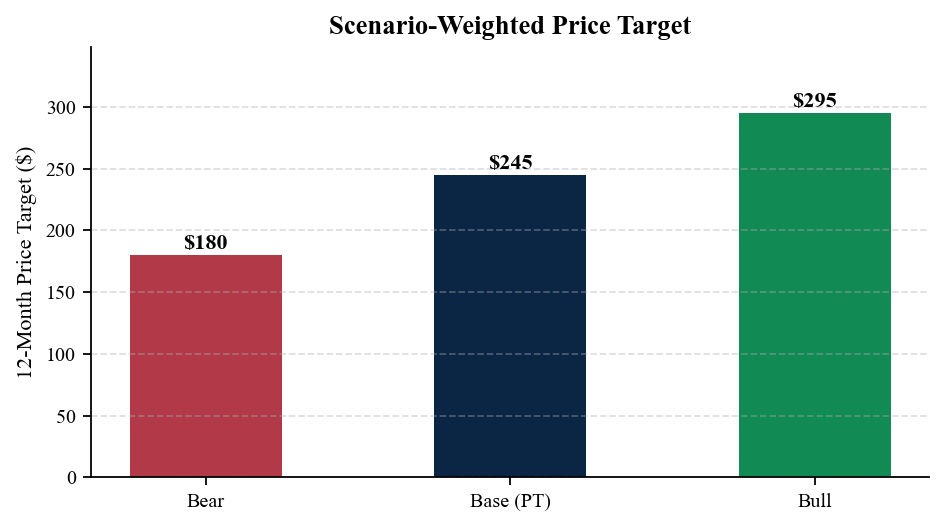 Scenario-Weighted Price Target
12-Month Price Target ($)
300
250
200
150
100
50
0
$180
$245
$295
Bear
Base (PT)
Bull